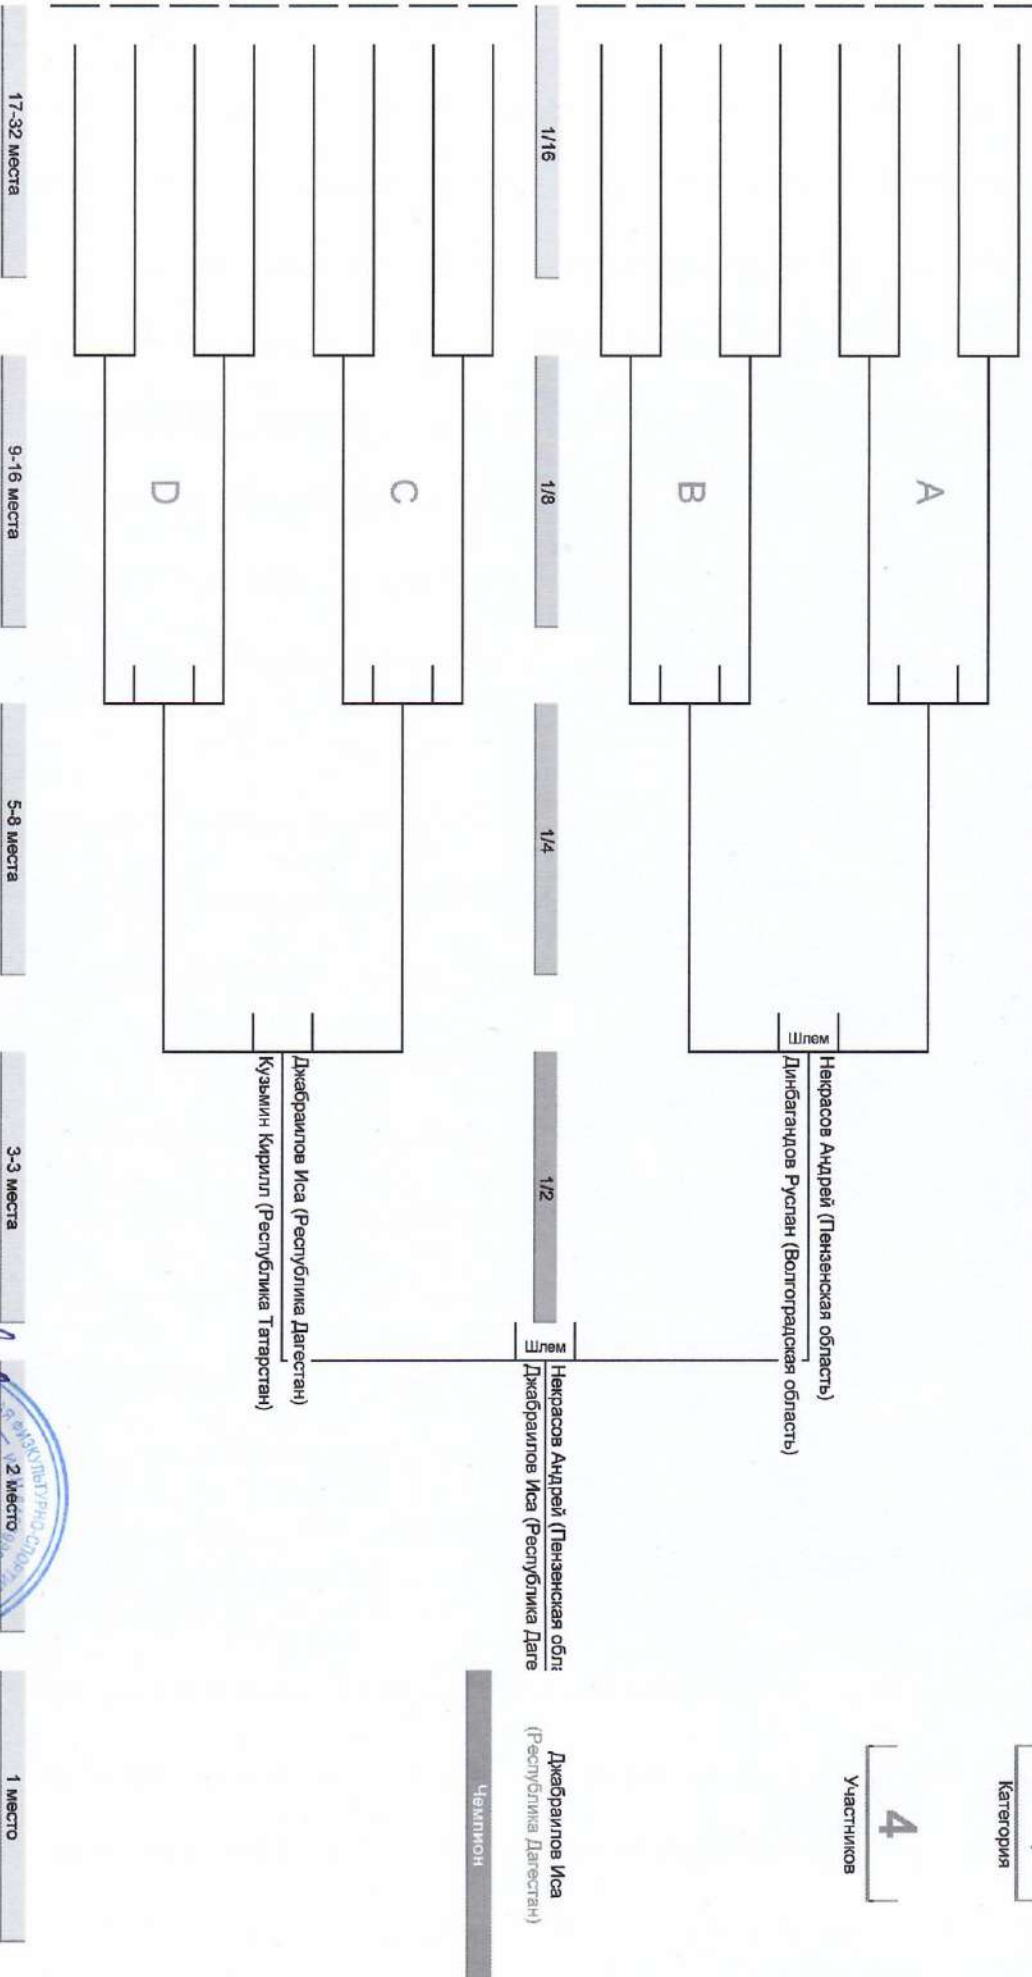 Категория
4
Участников
A
B
C
D
Некрасов Андрей (Пензенская область)
Шлем
Динбагандов Руслан (Волгоградская область)
1/16
1/8
1/4
1/2
Некрасов Андрей (Пензенская обла
Шлем
Джабраилов Иса (Республика Даге
Джабраилов Иса
(Республика Дагестан)
Чемпион
Джабраилов Иса (Республика Дагестан)
Кузьмин Кирилл (Республика Татарстан)
17-32 места
9-16 места
5-8 места
3-3 места
2 место
1 место
ФИЗКУЛЬТУРНО-СПОРТИ